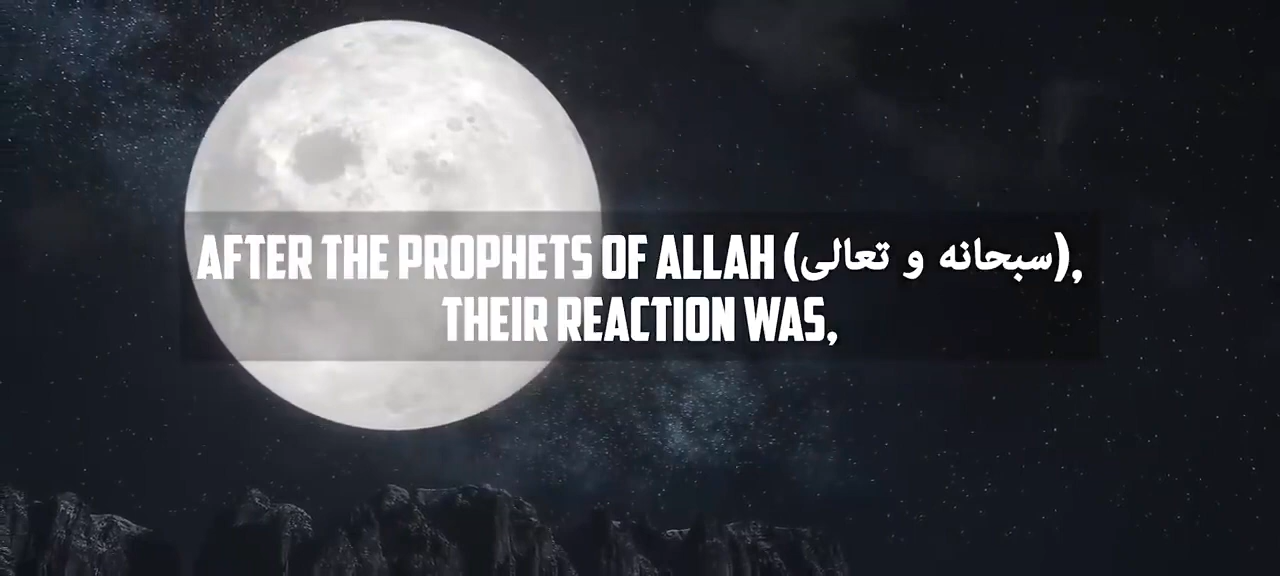 AFTER THE PROPHETS OF ALLAH (سبحانه و تعالى),
THEIR REACTION WAS,